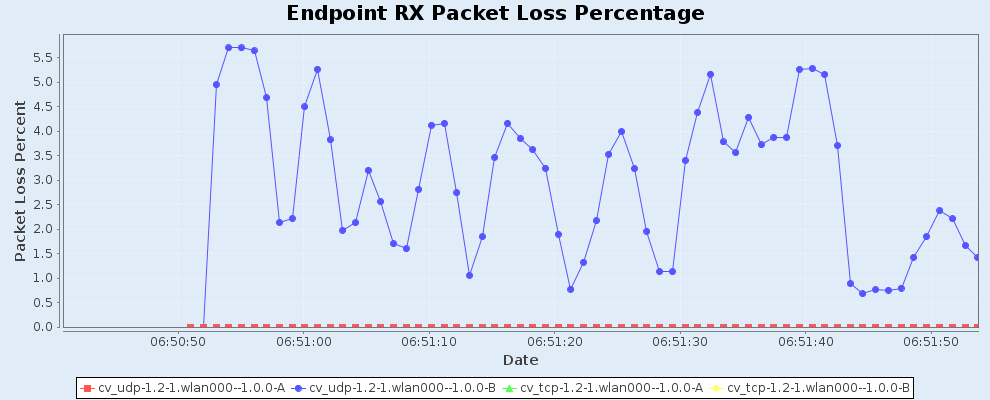 Endpoint RX Packet Loss Percentage
Packet Loss Percent
5.5
5.0
4.5
4.0
3.5
3.0
2.5
2.0
1.5
1.0
0.5
0.0
06:50:50 06:51:00 06:51:10 06:51:20 06:51:30 06:51:40 06:51:50
Date
cv_udp-1.2-1.wlan000--1.0.0-A cv_udp-1.2-1.wlan000--1.0.0-B cv_tcp-1.2-1.wlan000--1.0.0-A cv_tcp-1.2-1.wlan000--1.0.0-B